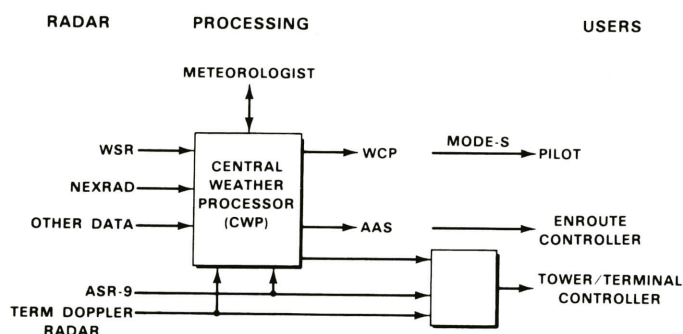 RADAR PROCESSING USERS
METEOROLOGIST
WSR
NEXRAD
OTHER DATA
CENTRAL
WEATHER
PROCESSOR
(CWP)
WCP
MODE-S
PILOT
AAS
ENROUTE
CONTROLLER
ASR-9
TERM DOPPLER
RADAR
TOWER/TERMINAL
CONTROLLER